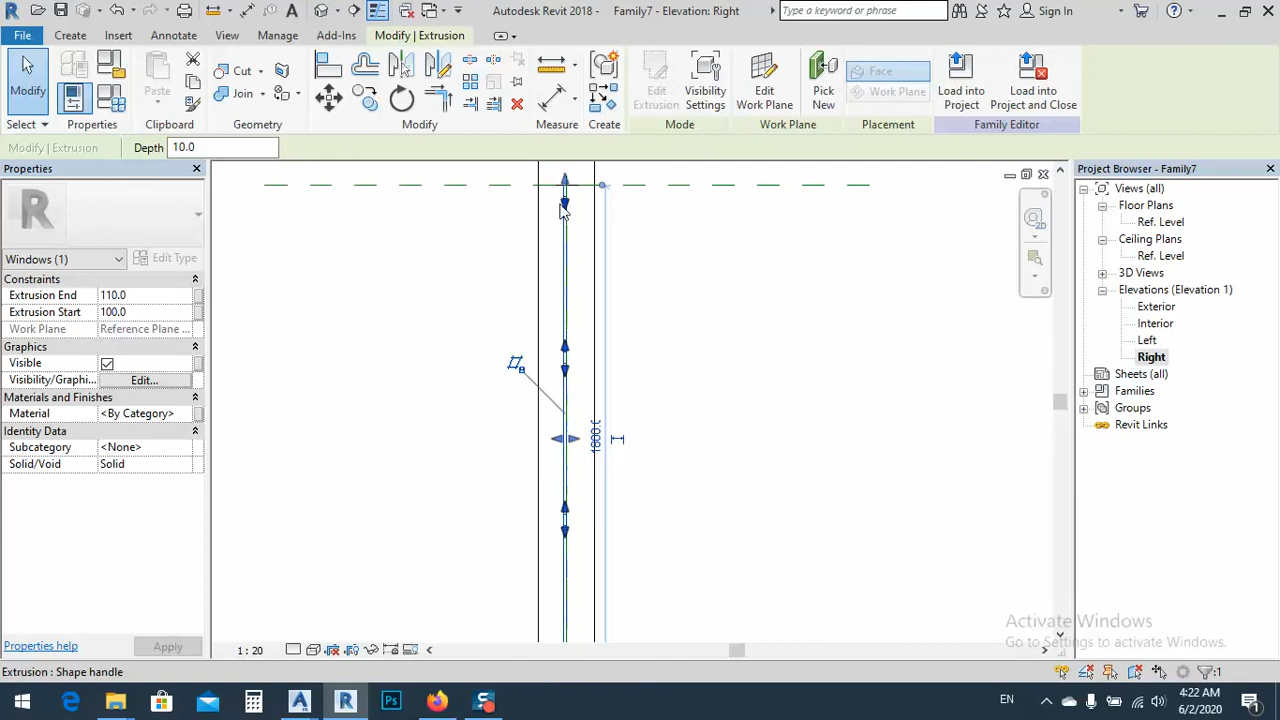 Autodesk Revit 2018 - Family7 - Elevation: Right
Type a keyword or phrase
Sign In
File Create Insert Annotate View Manage Add-Ins Modify | Extrusion
Modify
Paste
Cut
Join
Edit Extrusion
Visibility Settings
Edit Work Plane
Pick New
Face
Work Plane
Load into Project
Load into Project and Close
Select Properties Clipboard Geometry Modify Measure Create Mode Work Plane Placement Family Editor
Modify | Extrusion Depth 10.0
Properties
Windows (1) Edit Type
Constraints
Extrusion End 110.0
Extrusion Start 100.0
Work Plane Reference Plane ...
Graphics
Visible
Visibility/Graphi... Edit...
Materials and Finishes
Material <By Category>
Identity Data
Subcategory <None>
Solid/Void Solid
Properties help Apply
1800.0
2D
Project Browser - Family7
Views (all)
Floor Plans
Ref. Level
Ceiling Plans
Ref. Level
3D Views
Elevations (Elevation 1)
Exterior
Interior
Left
Right
Sheets (all)
Families
Groups
Revit Links
Activate Windows
Go to Settings to activate Windows.
1 : 20
Extrusion : Shape handle
:1
EN
4:22 AM
6/2/2020